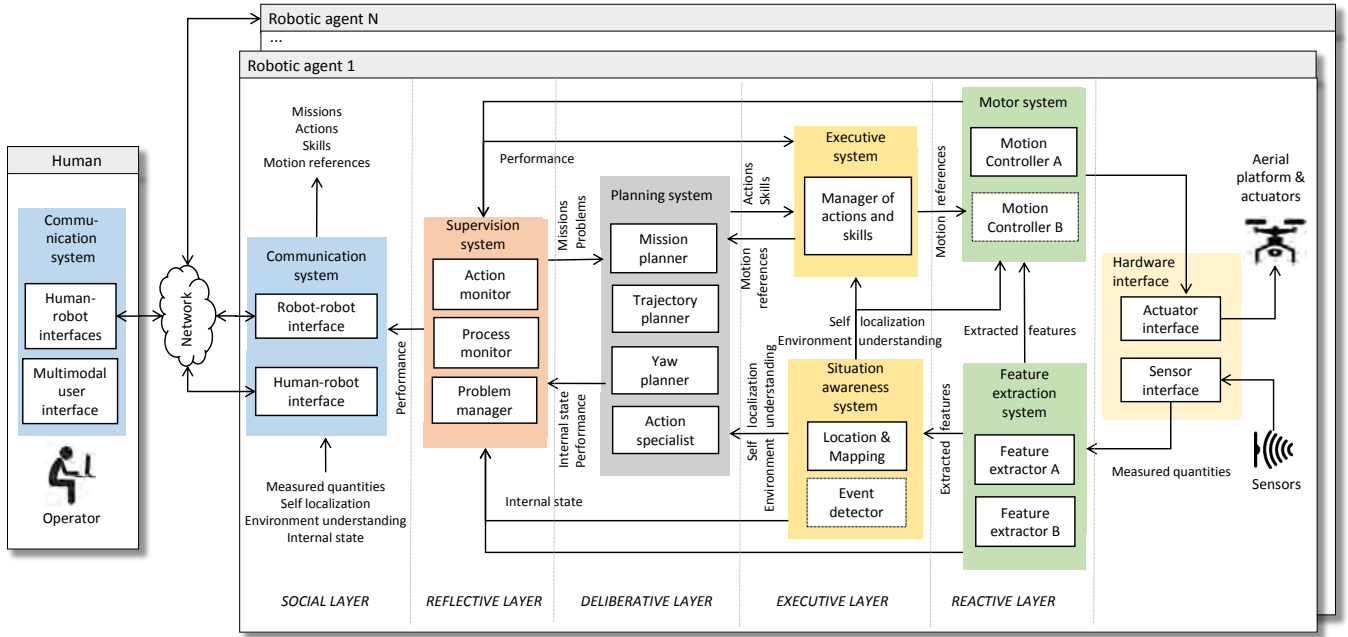 Robotic agent N
...
Robotic agent 1
Human
Commu-
nication
system
Human-
robot
interfaces
Multimodal
user
interface
Operator
Network
Missions
Actions
Skills
Motion references
Communication
system
Robot-robot
interface
Human-robot
interface
Measured quantities
Self localization
Environment understanding
Internal state
SOCIAL LAYER
Performance
Performance
Supervision
system
Action
monitor
Process
monitor
Problem
manager
Internal state
REFLECTIVE LAYER
Missions
Problems
Internal state
Performance
Planning system
Mission
planner
Trajectory
planner
Yaw
planner
Action
specialist
DELIBERATIVE LAYER
Actions
Skills
Motion
references
Self localization
Environment understanding
Executive
system
Manager of
actions and
skills
Self localization
Environment understanding
Situation
awareness
system
Location &
Mapping
Event
detector
EXECUTIVE LAYER
Motion references
Extracted features
Motor system
Motion
Controller A
Motion
Controller B
Extracted features
Feature
extraction
system
Feature
extractor A
Feature
extractor B
REACTIVE LAYER
Hardware
interface
Actuator
interface
Sensor
interface
Measured quantities
Aerial
platform &
actuators
Sensors